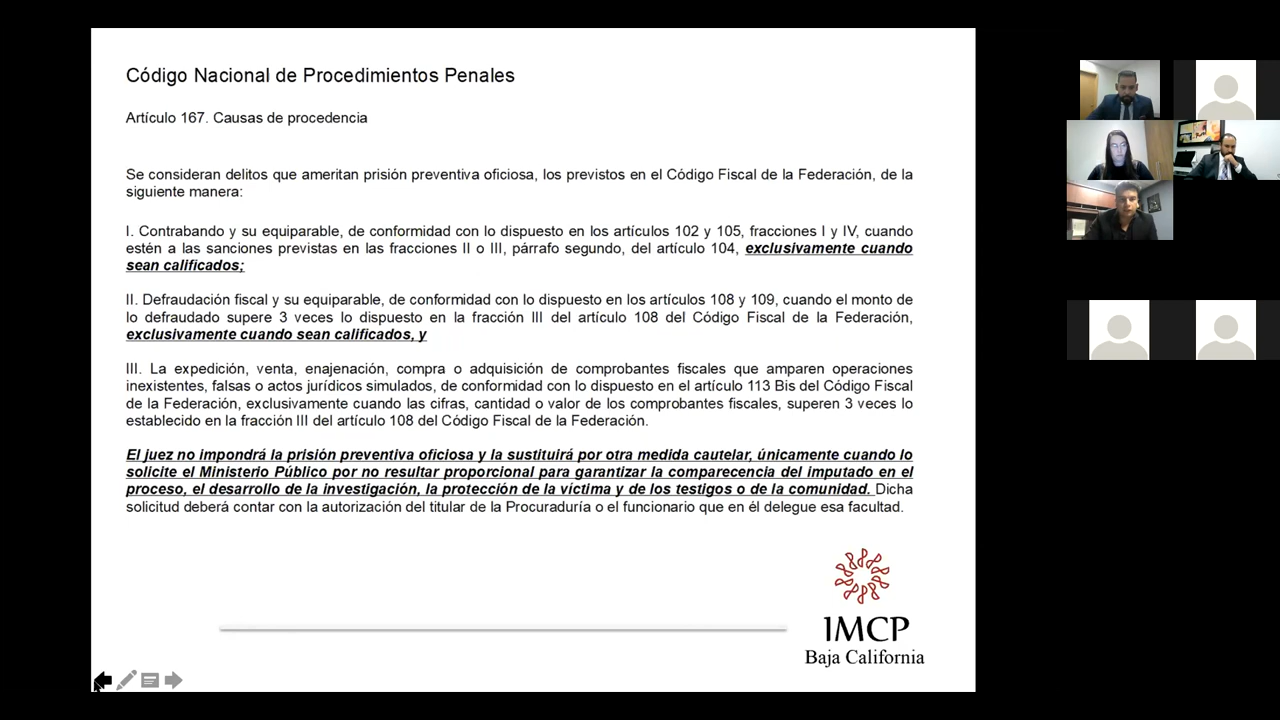 Código Nacional de Procedimientos Penales
Artículo 167. Causas de procedencia
Se consideran delitos que ameritan prisión preventiva oficiosa, los previstos en el Código Fiscal de la Federación, de la
siguiente manera:
I. Contrabando y su equiparable, de conformidad con lo dispuesto en los artículos 102 y 105, fracciones I y IV, cuando
estén a las sanciones previstas en las fracciones II o III, párrafo segundo, del artículo 104, exclusivamente cuando
sean calificados;
II. Defraudación fiscal y su equiparable, de conformidad con lo dispuesto en los artículos 108 y 109, cuando el monto de
lo defraudado supere 3 veces lo dispuesto en la fracción III del artículo 108 del Código Fiscal de la Federación,
exclusivamente cuando sean calificados, y
III. La expedición, venta, enajenación, compra o adquisición de comprobantes fiscales que amparen operaciones
inexistentes, falsas o actos jurídicos simulados, de conformidad con lo dispuesto en el artículo 113 Bis del Código Fiscal
de la Federación, exclusivamente cuando las cifras, cantidad o valor de los comprobantes fiscales, superen 3 veces lo
establecido en la fracción III del artículo 108 del Código Fiscal de la Federación.
El juez no impondrá la prisión preventiva oficiosa y la sustituirá por otra medida cautelar, únicamente cuando lo
solicite el Ministerio Público por no resultar proporcional para garantizar la comparecencia del imputado en el
proceso, el desarrollo de la investigación, la protección de la víctima y de los testigos o de la comunidad. Dicha
solicitud deberá contar con la autorización del titular de la Procuraduría o el funcionario que en él delegue esa facultad.
IMCP
Baja California